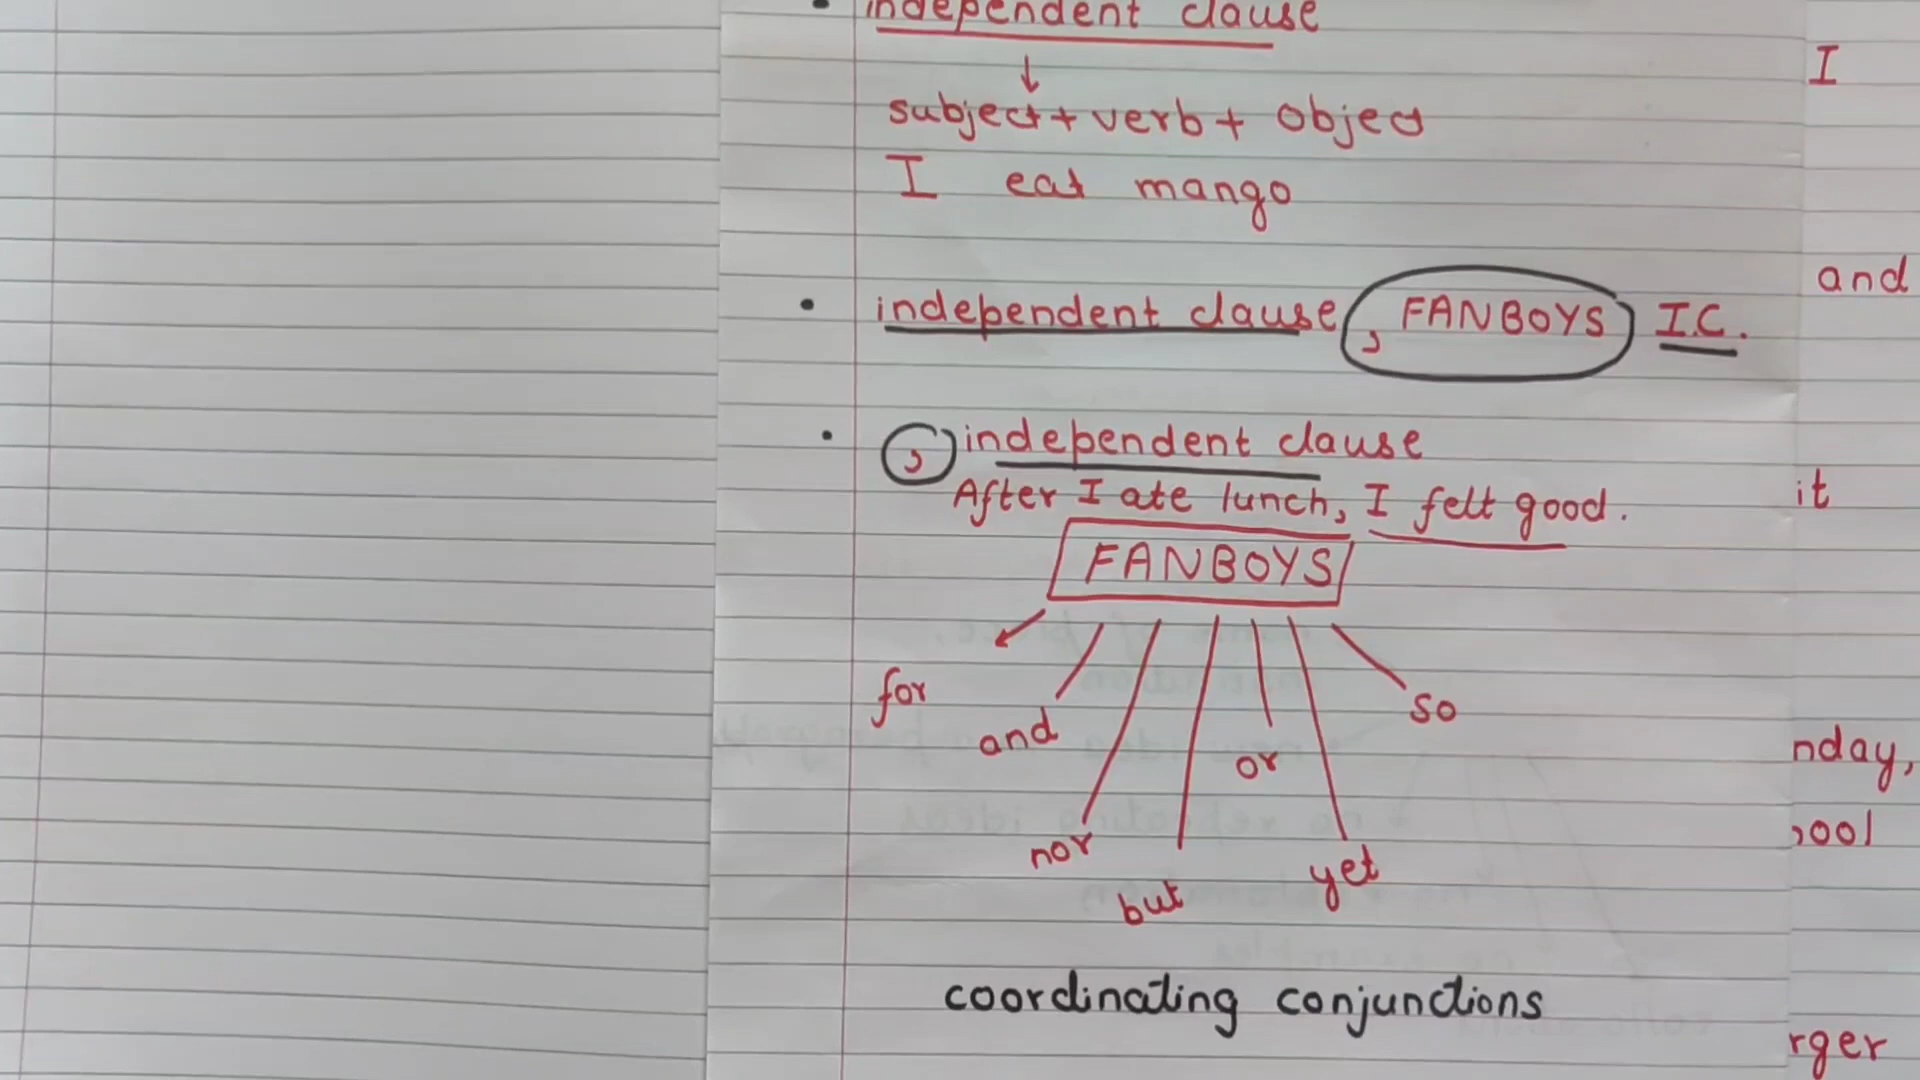 independent clause
subject + verb + object
I eat mango
independent clause, FANBOYS I.C.
, independent clause
After I ate lunch, I felt good.
FANBOYS
for
and
nor
but
or
yet
so
coordinating conjunctions
I
and
it
nday,
ool
rger